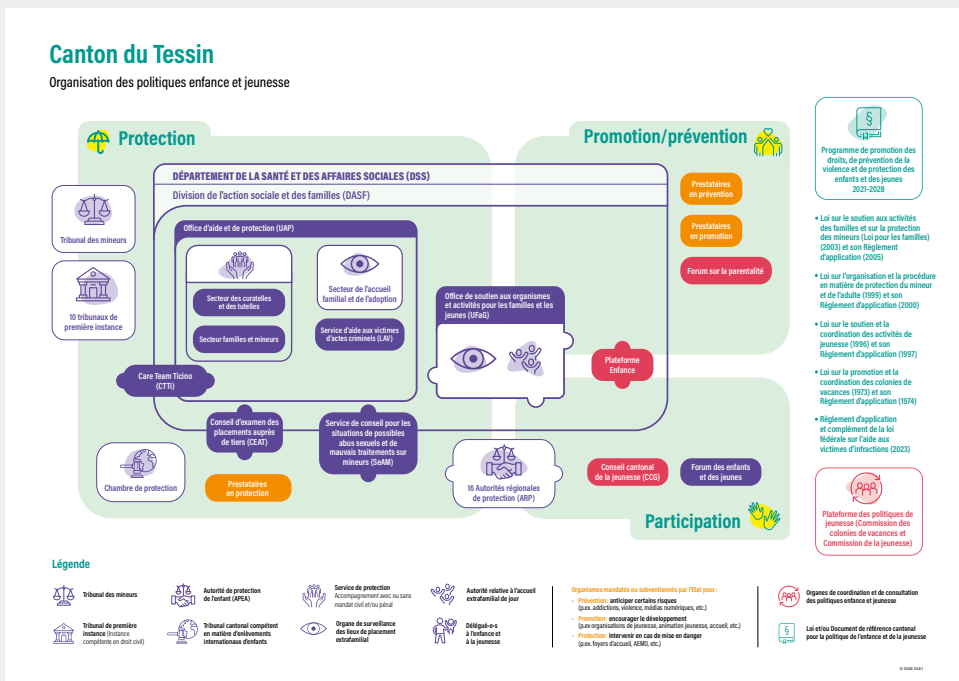 Canton du Tessin
Organisation des politiques enfance et jeunesse
Protection
Promotion/prévention
DÉPARTEMENT DE LA SANTÉ ET DES AFFAIRES SOCIALES (DSS)
Division de l'action sociale et des familles (DASF)
Tribunal des mineurs
10 tribunaux de
première instance
Office d'aide et de protection (UAP)
Secteur des curatelles
et des tutelles
Secteur familles et mineurs
Secteur de l'accueil
familial et de l'adoption
Service d'aide aux victimes
d'actes criminels (LAV)
Office de soutien aux organismes
et activités pour les familles et les
jeunes (UFaG)
Prestataires
en prévention
Prestataires
en promotion
Forum sur la parentalité
Plateforme
Enfance
Care Team Ticino
(CTTi)
Conseil d'examen des
placements auprès
de tiers (CEAT)
Service de conseil pour les
situations de possibles
abus sexuels et de
mauvais traitements sur
mineurs (SeAM)
Chambre de protection
Prestataires
en protection
16 Autorités régionales
de protection (ARP)
Conseil cantonal
de la jeunesse (CCG)
Forum des enfants
et des jeunes
Participation
§
Programme de promotion des
droits, de prévention de la
violence et de protection des
enfants et des jeunes
2021-2028
• Loi sur le soutien aux activités
des familles et sur la protection
des mineurs (Loi pour les familles)
(2003) et son Règlement
d'application (2005)
• Loi sur l'organisation et la procédure
en matière de protection du mineur
et de l'adulte (1999) et son
Règlement d'application (2000)
• Loi sur le soutien et la
coordination des activités de
jeunesse (1996) et son
Règlement d'application (1997)
• Loi sur la promotion et la
coordination des colonies de
vacances (1973) et son
Règlement d'application (1974)
• Règlement d'application
et complément de la loi
fédérale sur l'aide aux
victimes d'infractions (2023)
Plateforme des politiques de
jeunesse (Commission des
colonies de vacances et
Commission de la jeunesse)
Légende
Tribunal des mineurs
Tribunal de première
instance (Instance
compétente en droit civil)
Autorité de protection
de l'enfant (APEA)
Tribunal cantonal compétent
en matière d'enlèvements
internationaux d'enfants
Service de protection
Accompagnement avec ou sans
mandat civil et/ou pénal
Organe de surveillance
des lieux de placement
extrafamilial
Autorité relative à l'accueil
extrafamilial de jour
Délégué-e-s
à l'enfance et
à la jeunesse
Organismes mandatés ou subventionnés par l'Etat pour :
• Prévention: anticiper certains risques
(p.ex. addictions, violence, médias numériques, etc.)
• Promotion: encourager le développement
(p.ex organisations de jeunesse, animation jeunesse, accueil, etc.)
• Protection: intervenir en cas de mise en danger
(p.ex. foyers d'accueil, AEMO, etc.)
Organes de coordination et de consultation
des politiques enfance et jeunesse
§
Loi et/ou Document de référence cantonal
pour la politique de l'enfance et de la jeunesse